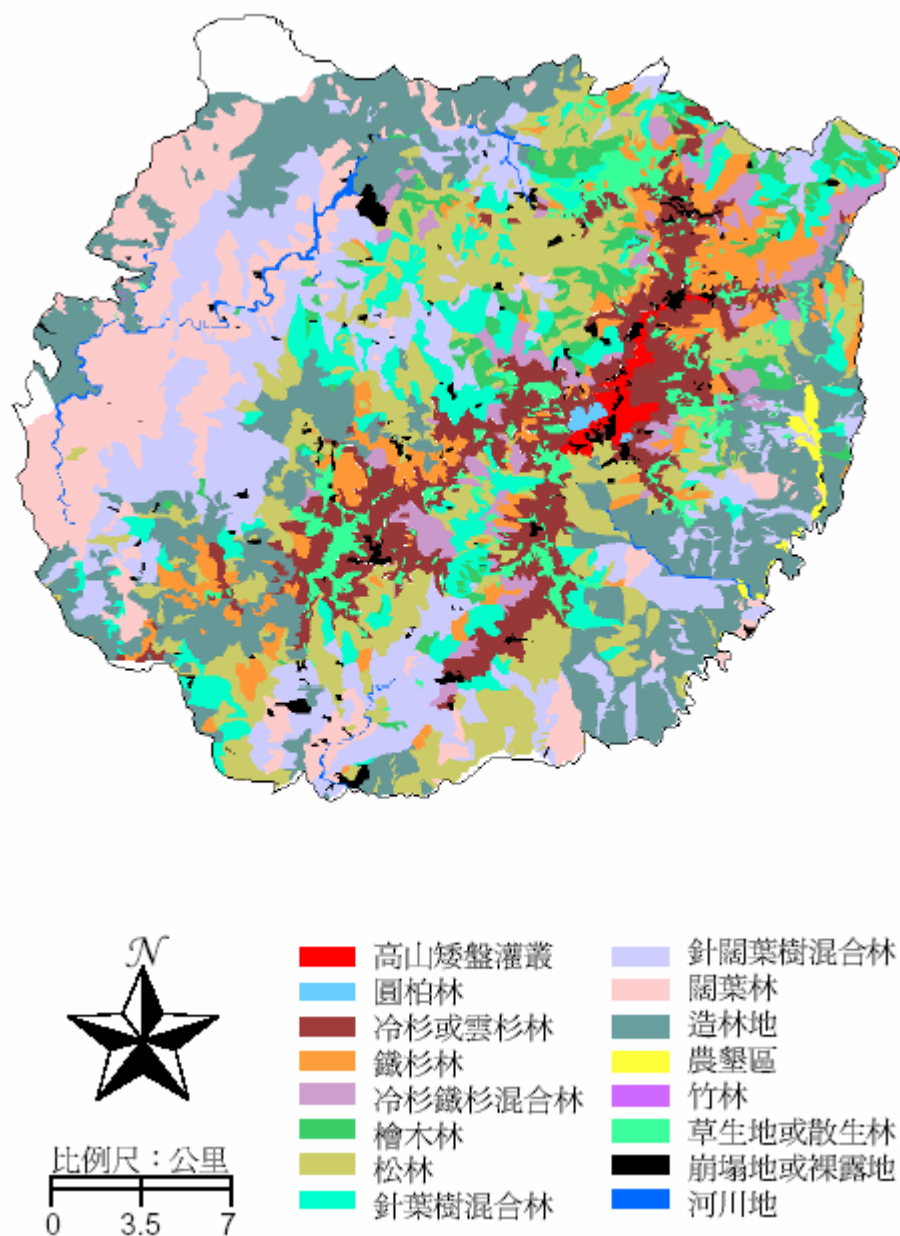 N
比例尺：公里
0 3.5 7
高山矮盤灌叢
圓柏林
冷杉或雲杉林
鐵杉林
冷杉鐵杉混合林
檜木林
松林
針葉樹混合林
針闊葉樹混合林
闊葉林
造林地
農墾區
竹林
草生地或散生林
崩塌地或裸露地
河川地